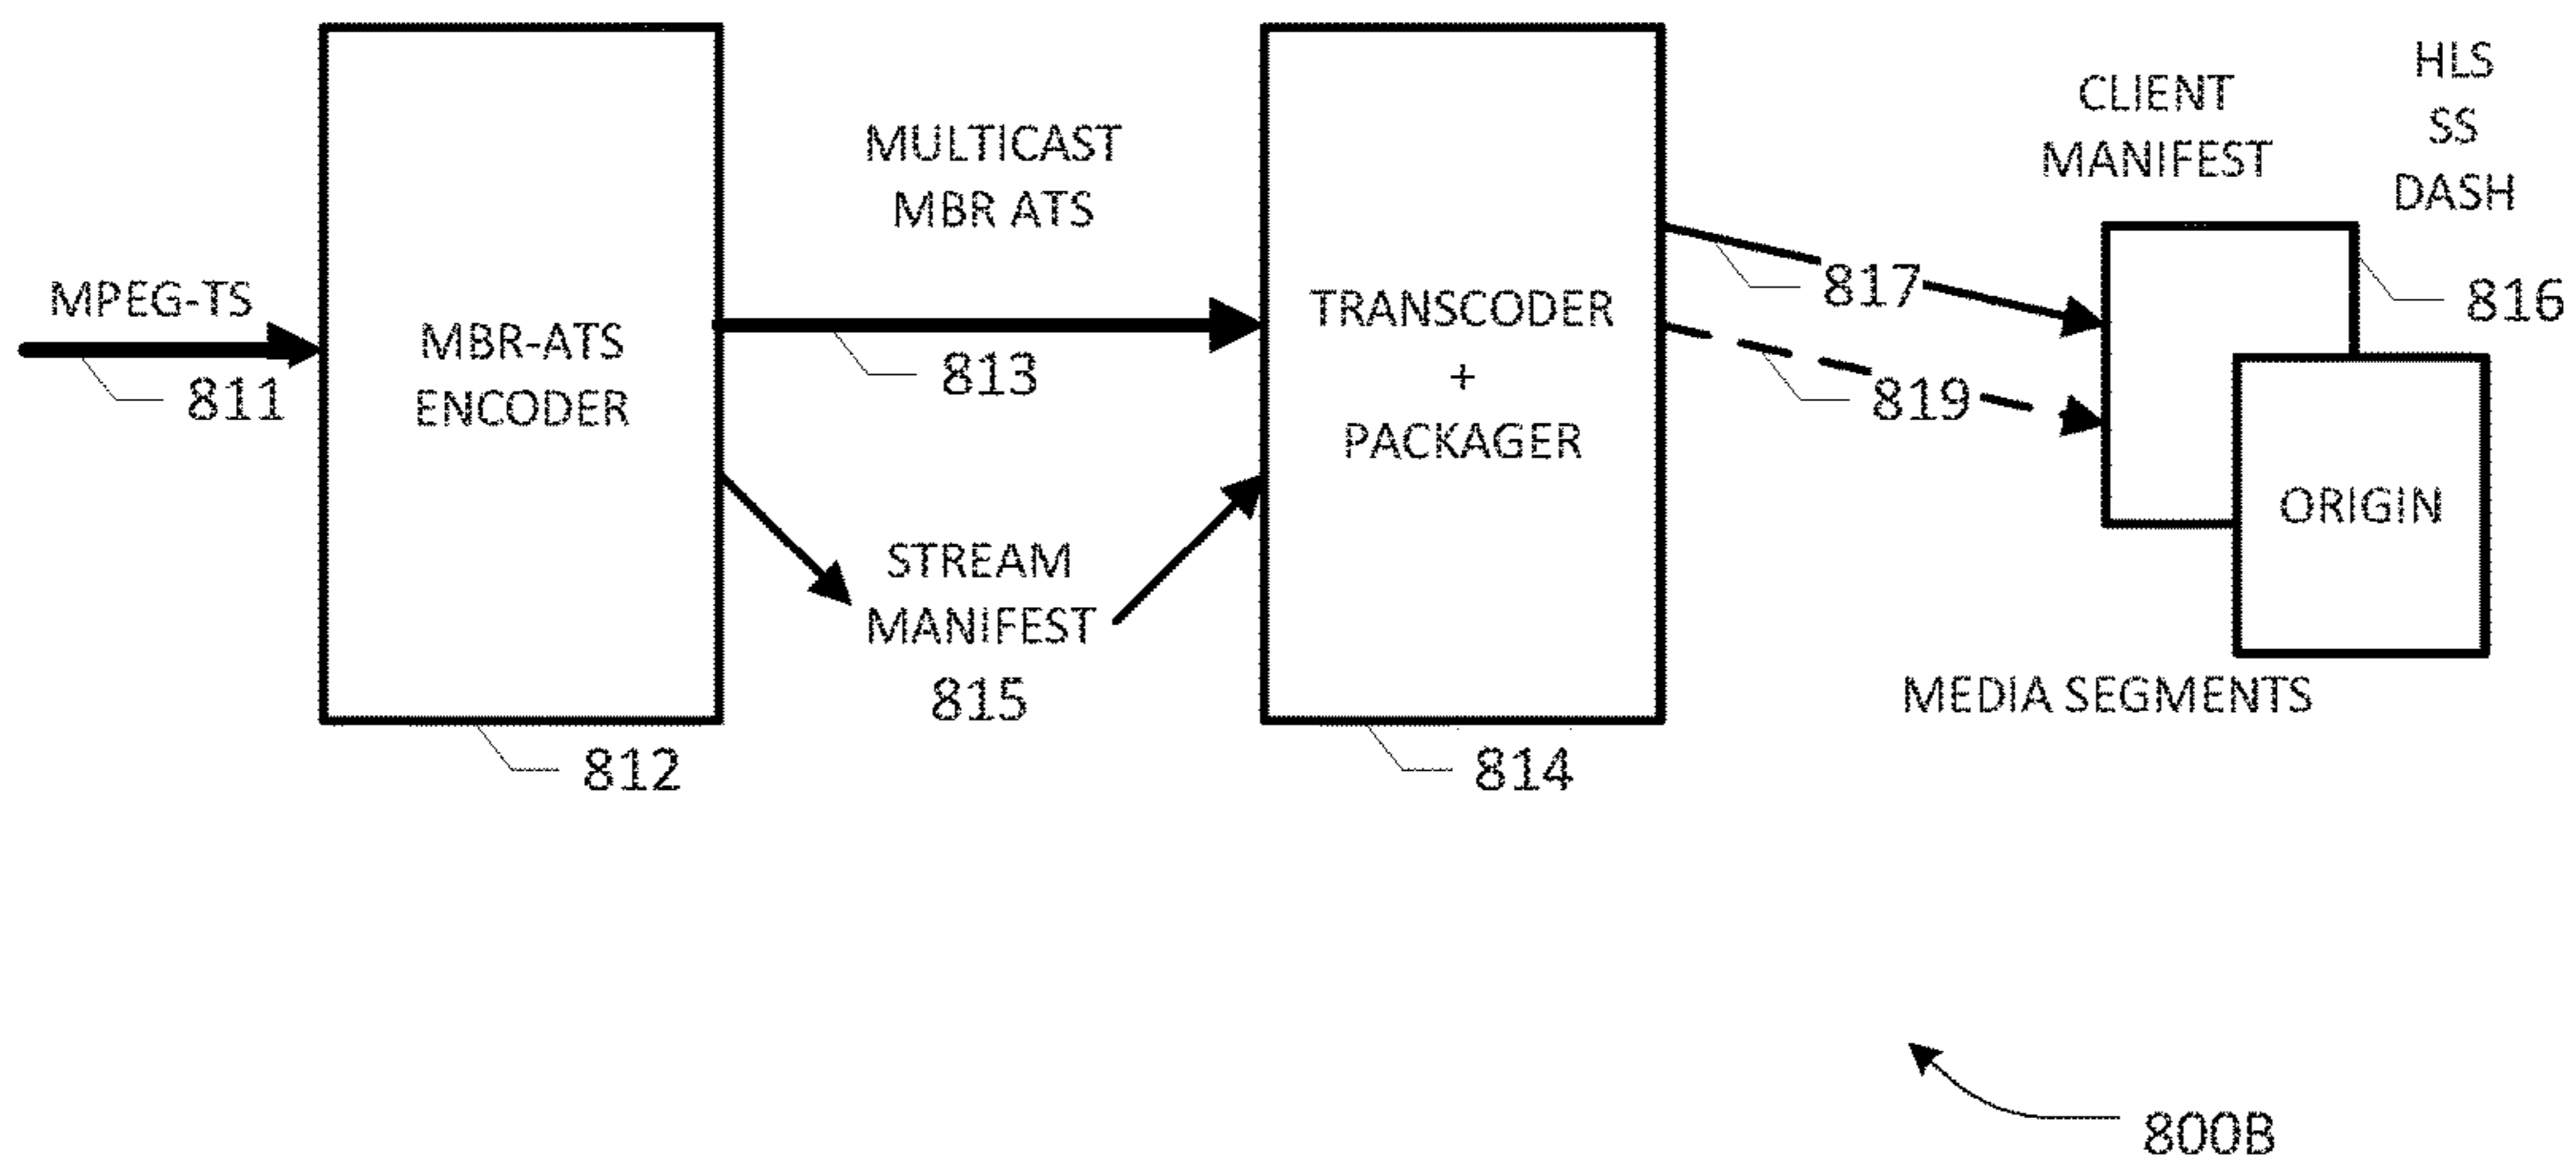 MPEG-TS
811
MBR-ATS
ENCODER
812
MULTICAST
MBR ATS
813
STREAM
MANIFEST
815
TRANSCODER
+
PACKAGER
814
817
819
CLIENT
MANIFEST
HLS
SS
DASH
816
ORIGIN
MEDIA SEGMENTS
800B